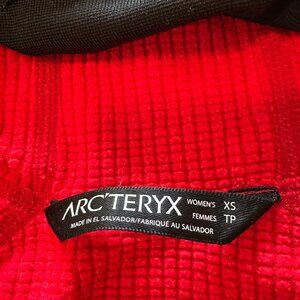 ARC'TERYX WOMEN'S XS
FEMMES TP
MADE IN EL SALVADOR/FABRIQUÉ AU SALVADOR